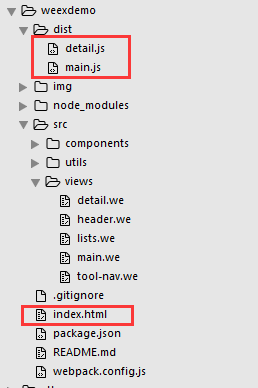 weexdemo
dist
detail.js
main.js
img
node_modules
src
components
utils
views
detail.we
header.we
lists.we
main.we
tool-nav.we
.gitignore
index.html
package.json
README.md
webpack.config.js